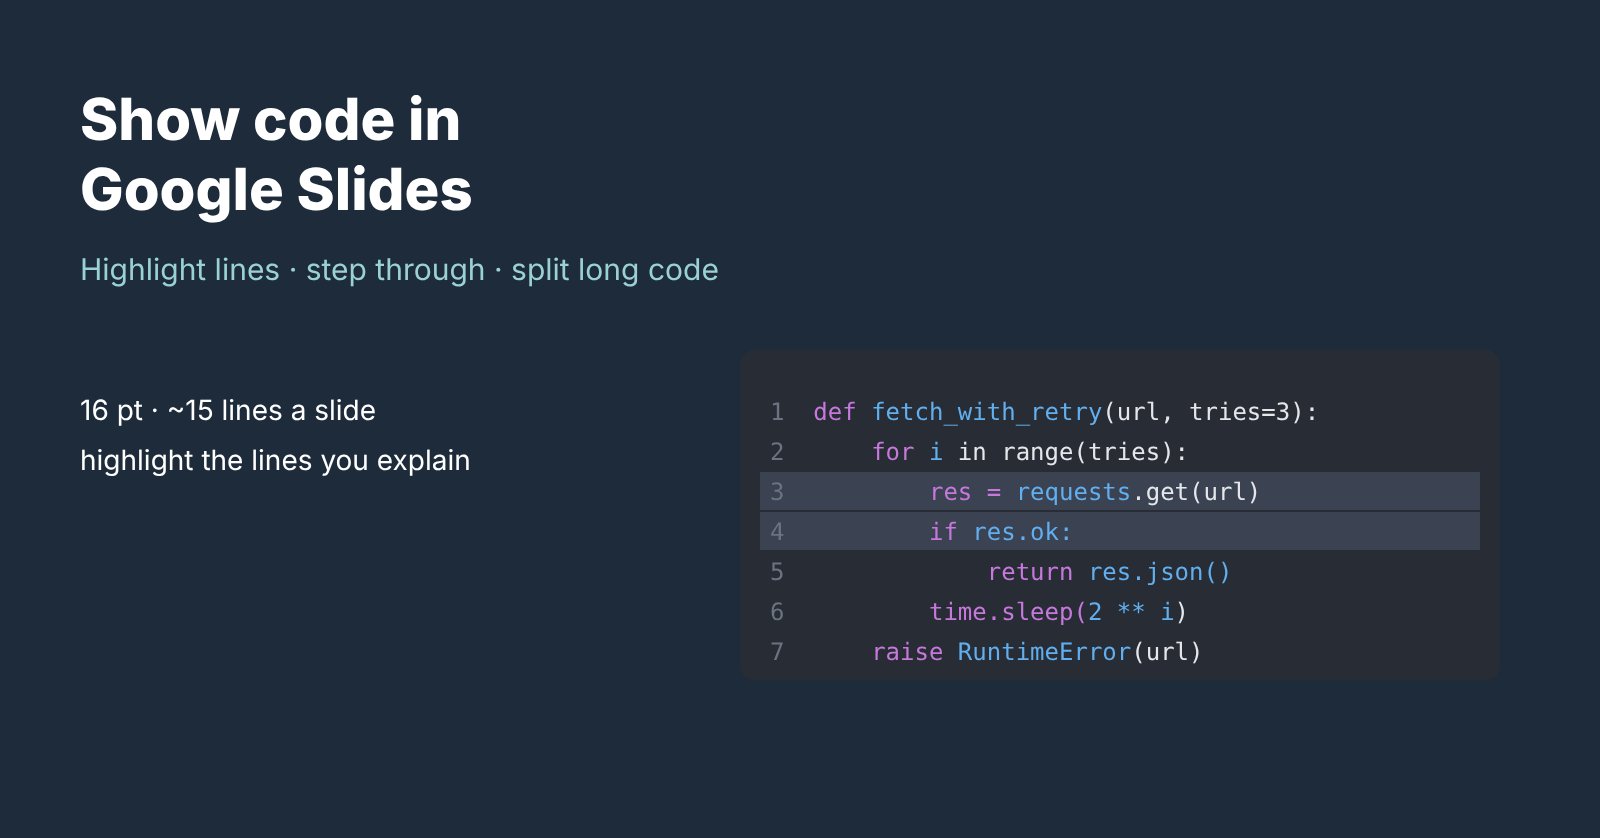 Show code in
Google Slides
Highlight lines · step through · split long code
16 pt · ~15 lines a slide
highlight the lines you explain
1 def fetch_with_retry(url, tries=3):
2     for i in range(tries):
3         res = requests.get(url)
4         if res.ok:
5             return res.json()
6         time.sleep(2 ** i)
7     raise RuntimeError(url)